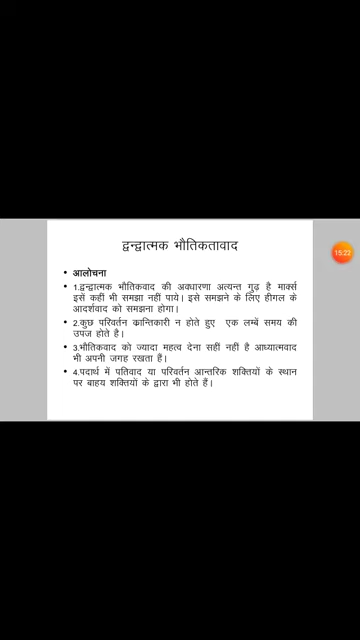 द्वन्द्वात्मक भौतिकतावाद
15:22
• आलोचना
• 1.द्वन्द्वात्मक भौतिकवाद की अवधारणा अत्यन्त गुढ़ है मार्क्स
इसें कहीं भी समझा नहीं पाये। इसे समझने के लिए हीगल के
आदर्शवाद को समझना होगा।
• 2.कुछ परिवर्तन क्रान्तिकारी न होते हुए एक लम्बें समय की
उपज होते है।
• 3.भौतिकवाद को ज्यादा महत्व देना सहीं नहीं है आध्यात्मवाद
भी अपनी जगह रखता हैं।
• 4.पदार्थ में पतिवाद या परिवर्तन आन्तरिक शक्तियों के स्थान
पर बाहय शक्तियों के द्वारा भी होते हैं।